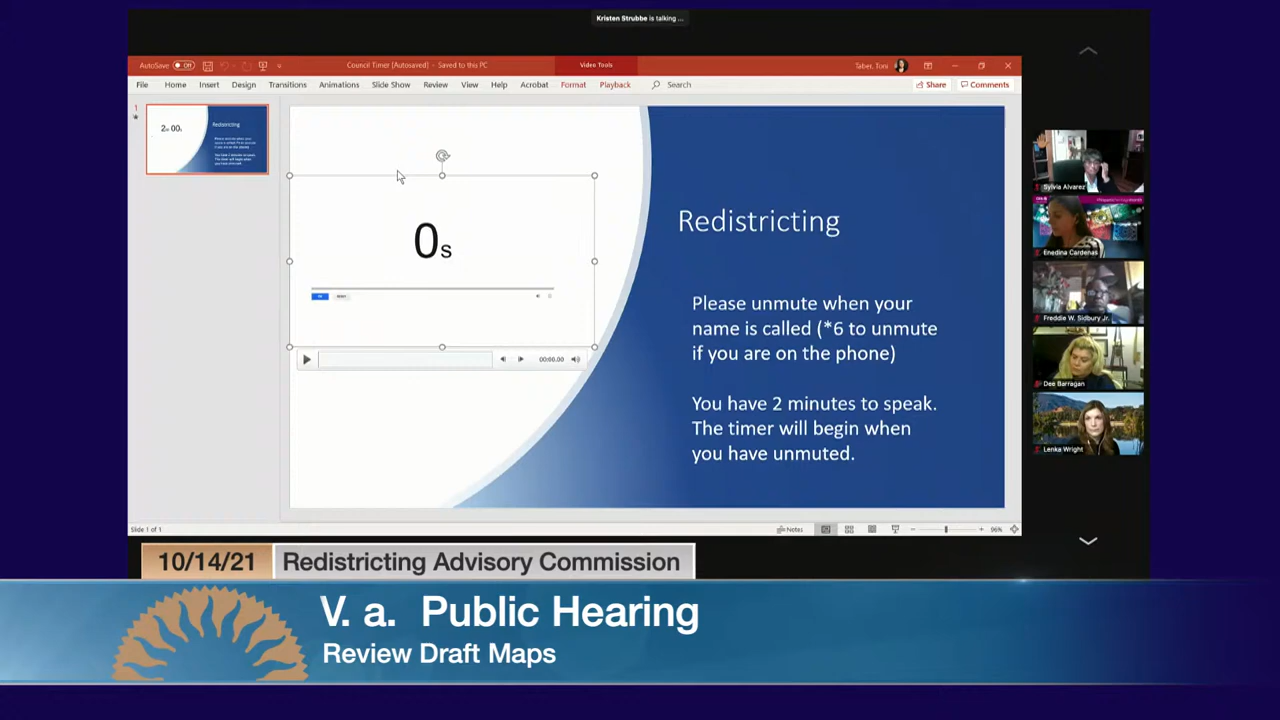 Kristen Strubbe is talking ...
AutoSave Off
Council Timer [Autosaved] – Saved to this PC
Video Tools
Taber, Toni
File Home Insert Design Transitions Animations Slide Show Review View Help Acrobat Format Playback Search Share Comments
1
Redistricting
0s
Redistricting
Please unmute when your
name is called (*6 to unmute
if you are on the phone)
You have 2 minutes to speak.
The timer will begin when
you have unmuted.
00:00.00
Sylvia Alvarez
Enedina Cardenas
Freddie W. Sidbury Jr.
Dee Barragan
Lenka Wright
Slide 1 of 1
Notes
96%
10/14/21 Redistricting Advisory Commission
V. a. Public Hearing
Review Draft Maps